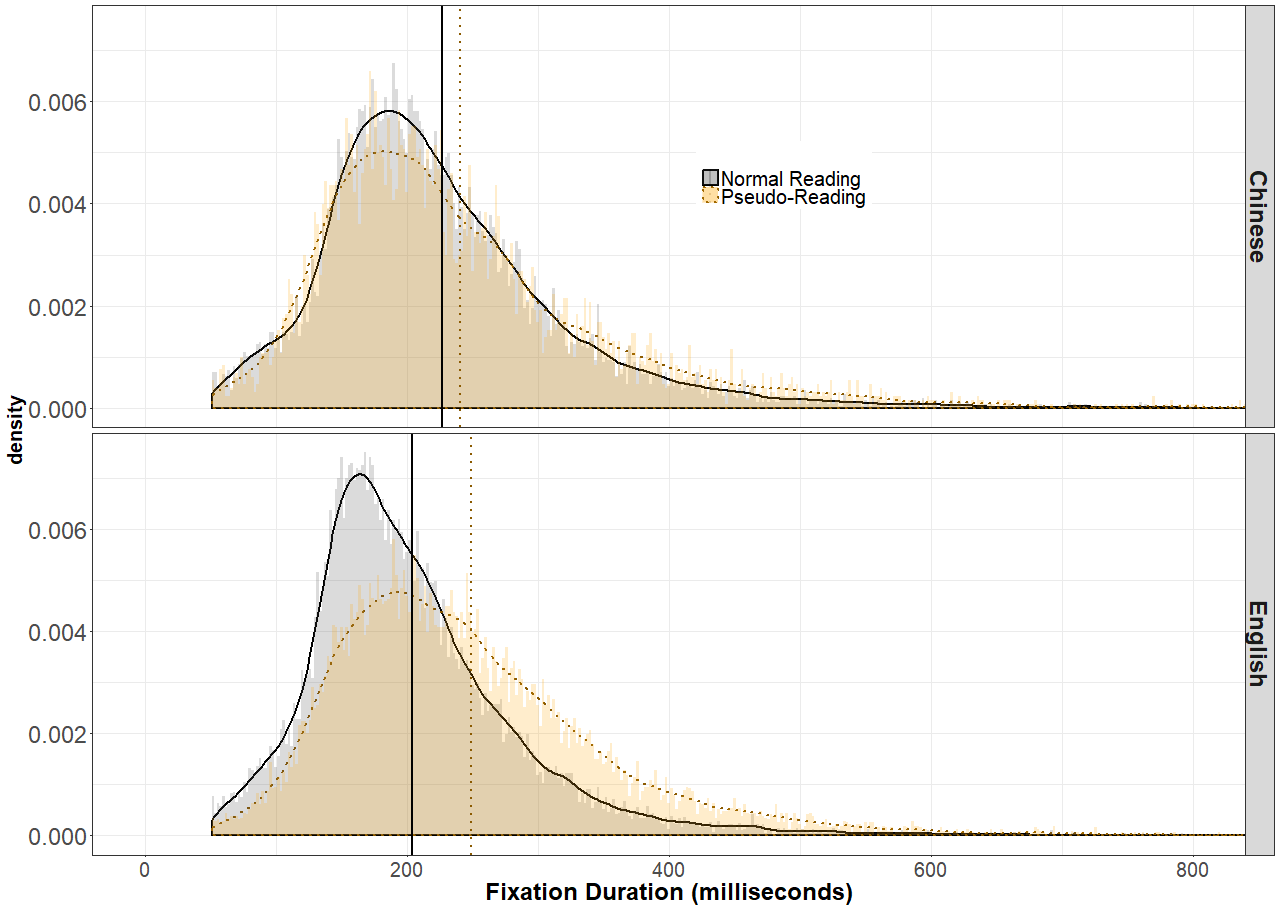 0.006
0.004
0.002
0.000
Chinese
Normal Reading
Pseudo-Reading
density
0.006
0.004
0.002
0.000
English
0
200
400
600
800
Fixation Duration (milliseconds)